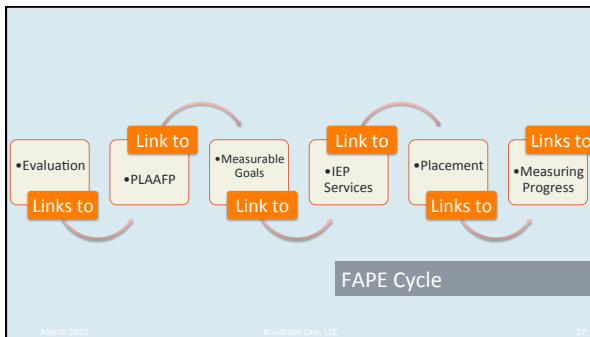 •Evaluation
Links to
Link to
•PLAAFP
•Measurable
Goals
Link to
Link to
•IEP
Services
•Placement
Links to
Links to
•Measuring
Progress
FAPE Cycle
March 2015
Knudtson Law, LLC
27